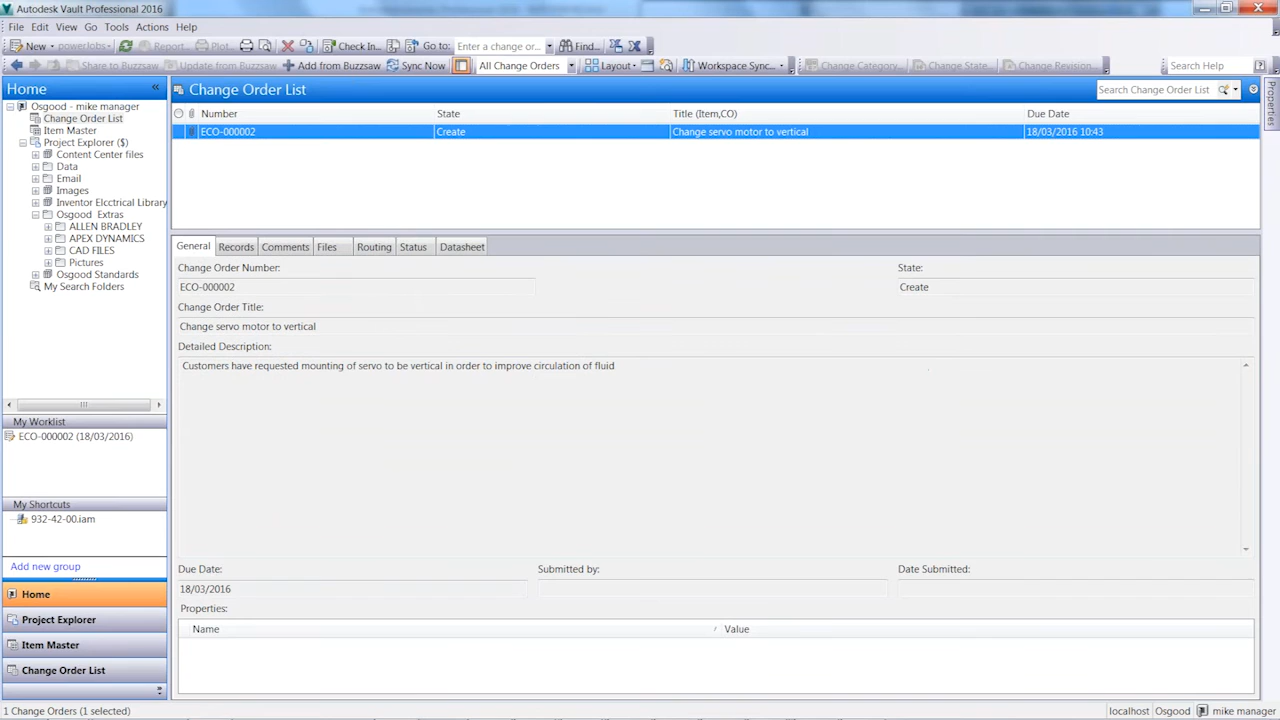 Autodesk Vault Professional 2016
File Edit View Go Tools Actions Help
New powerJobs Report... Plot... Check In... Go to: Enter a change or... Find...
Share to Buzzsaw Update from Buzzsaw Add from Buzzsaw Sync Now All Change Orders Layout Workspace Sync... Change Category... Change State... Change Revision... Search Help
Home «
Osgood - mike manager
Change Order List
Item Master
Project Explorer ($)
Content Center files
Data
Email
Images
Inventor Elcctrical Library
Osgood Extras
ALLEN BRADLEY
APEX DYNAMICS
CAD FILES
Pictures
Osgood Standards
My Search Folders
My Worklist
ECO-000002 (18/03/2016)
My Shortcuts
932-42-00.iam
Add new group
Home
Project Explorer
Item Master
Change Order List
Change Order List Search Change Order List
Properties
Number State Title (Item,CO) Due Date
ECO-000002 Create Change servo motor to vertical 18/03/2016 10:43
General Records Comments Files Routing Status Datasheet
Change Order Number: State:
ECO-000002 Create
Change Order Title:
Change servo motor to vertical
Detailed Description:
Customers have requested mounting of servo to be vertical in order to improve circulation of fluid
Due Date: Submitted by: Date Submitted:
18/03/2016
Properties:
Name Value
1 Change Orders (1 selected) localhost Osgood mike manager